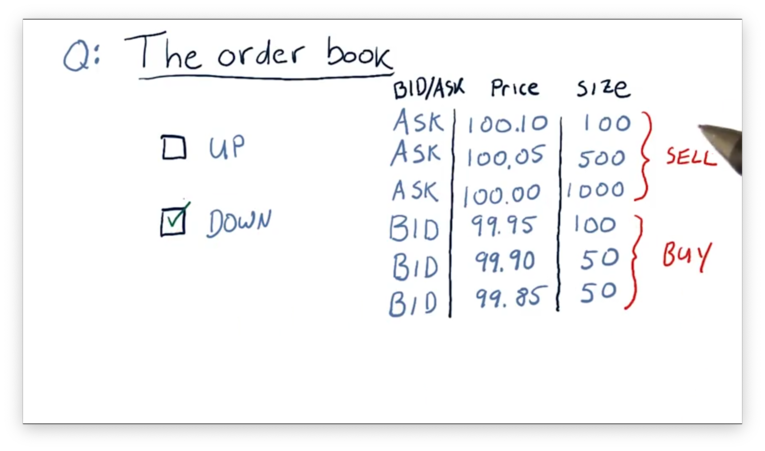 Q: The order book
BID/ASK Price SIZE
ASK 100.10 100
ASK 100,05 500
ASK 100.00 1000
BID 99.95 100
BID 99.90 50
BID 99.85 50
UP
DOWN
SELL
BUY